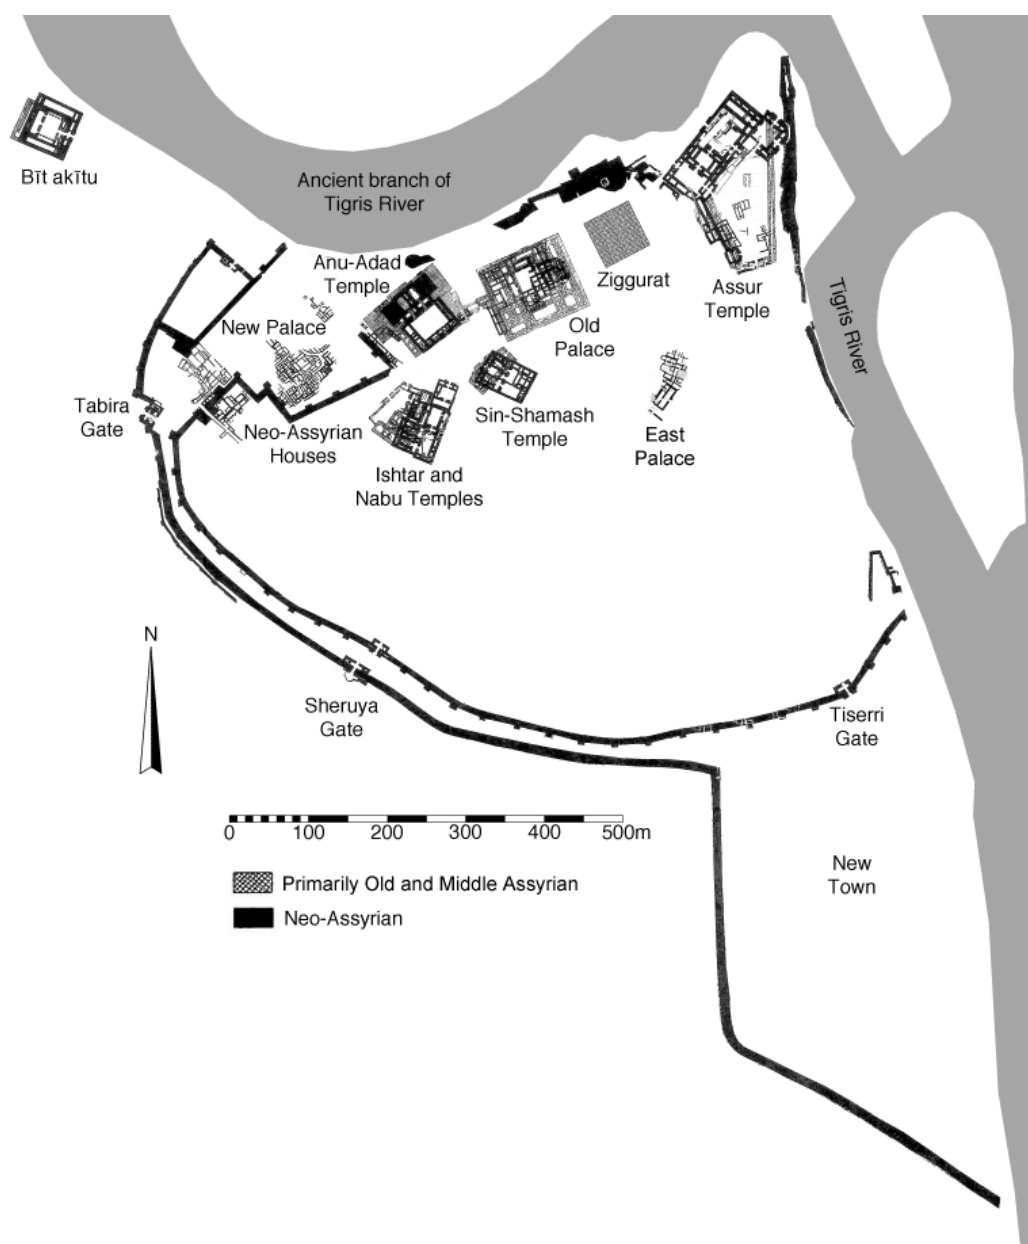 Bīt akītu
Ancient branch of
Tigris River
Anu-Adad
Temple
Ziggurat
Assur
Temple
Tigris River
New Palace
Old
Palace
Tabira
Gate
Neo-Assyrian
Houses
Sin-Shamash
Temple
East
Palace
Ishtar and
Nabu Temples
N
Sheruya
Gate
Tiserri
Gate
0 100 200 300 400 500m
New
Town
Primarily Old and Middle Assyrian
Neo-Assyrian